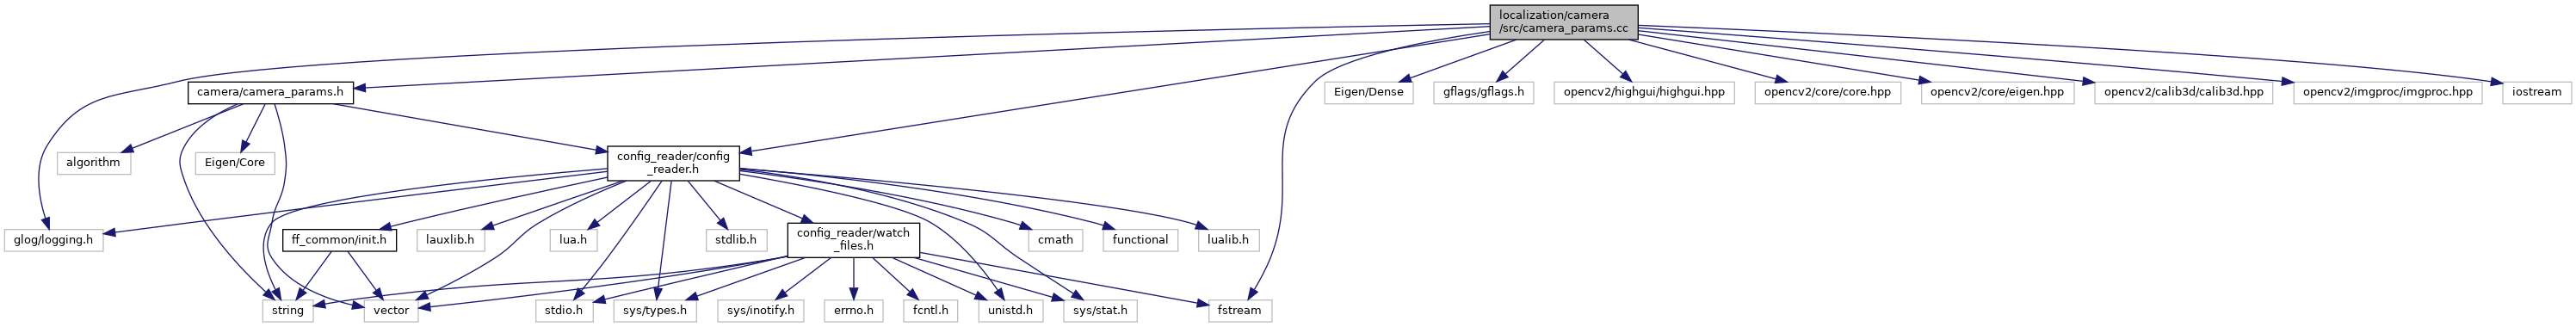 localization/camera
/src/camera_params.cc
camera/camera_params.h
Eigen/Dense
gflags/gflags.h
opencv2/highgui/highgui.hpp
opencv2/core/core.hpp
opencv2/core/eigen.hpp
opencv2/calib3d/calib3d.hpp
opencv2/imgproc/imgproc.hpp
iostream
algorithm
Eigen/Core
config_reader/config
_reader.h
glog/logging.h
ff_common/init.h
lauxlib.h
lua.h
stdlib.h
config_reader/watch
_files.h
cmath
functional
lualib.h
string
vector
stdio.h
sys/types.h
sys/inotify.h
errno.h
fcntl.h
unistd.h
sys/stat.h
fstream